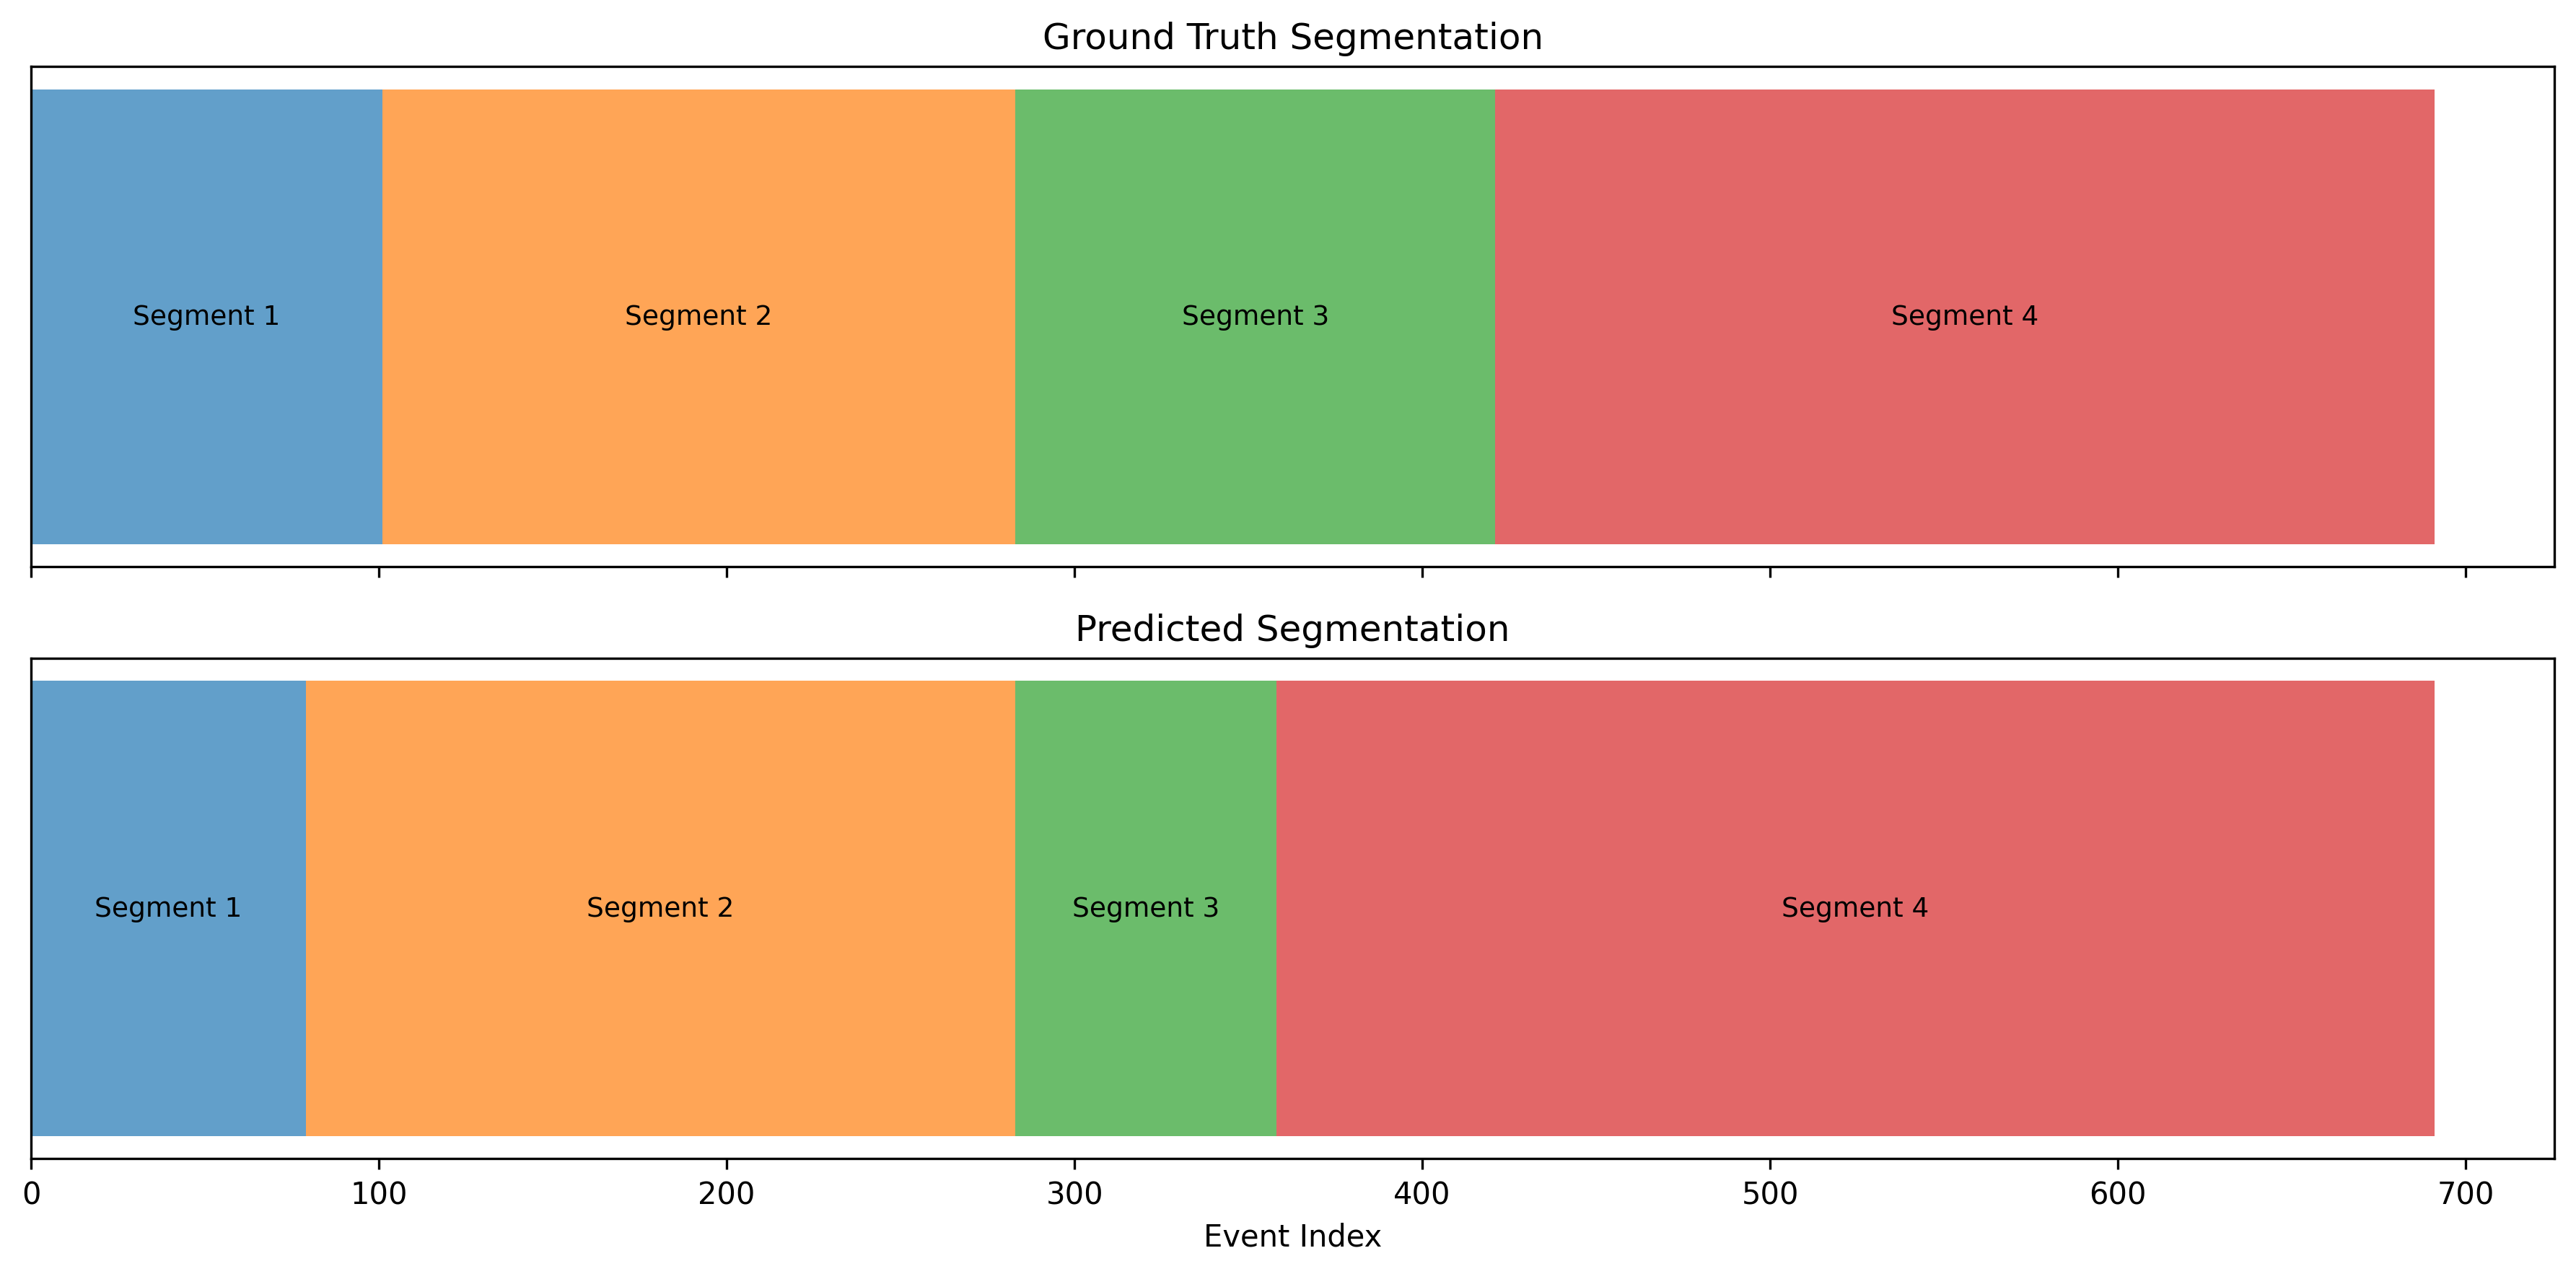 Ground Truth Segmentation
Segment 1 Segment 2 Segment 3 Segment 4
Predicted Segmentation
Segment 1 Segment 2 Segment 3 Segment 4
0 100 200 300 400 500 600 700
Event Index